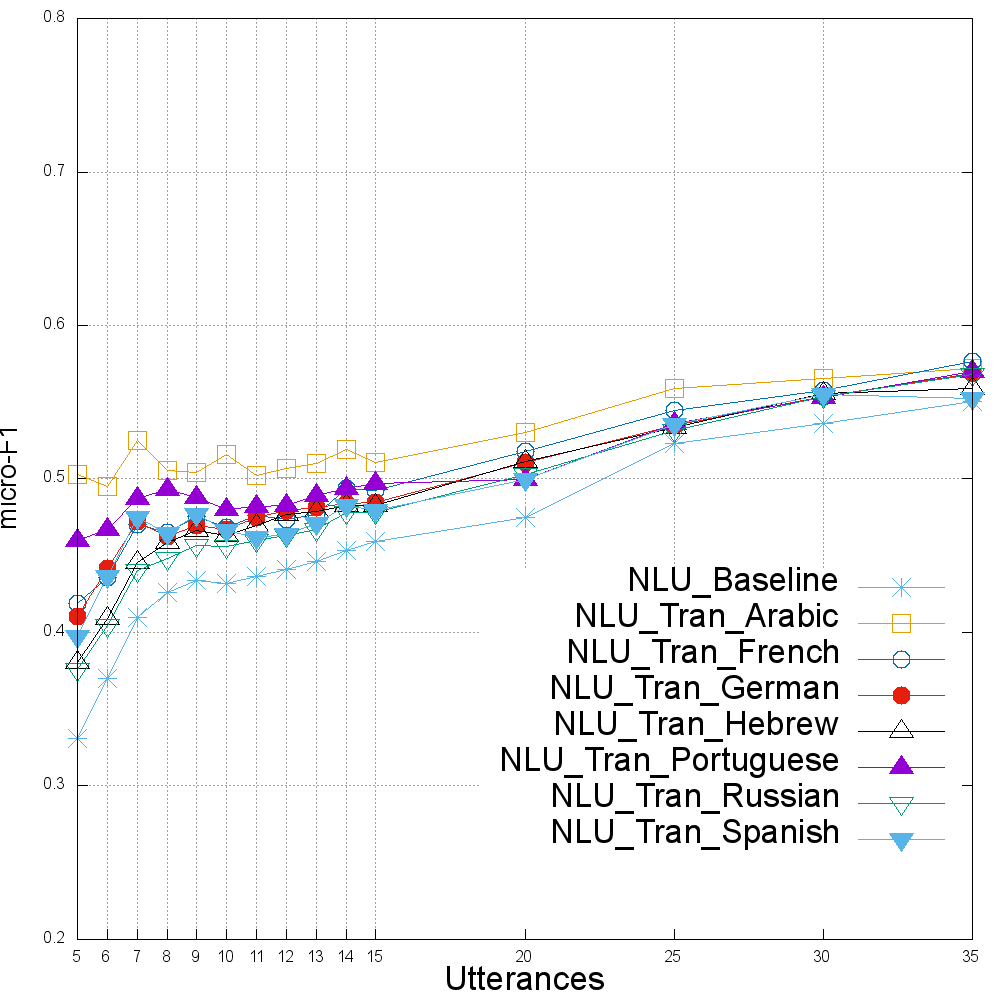 0.8
0.7
0.6
0.5
0.4
0.3
0.2
micro-F1
NLU_Baseline
NLU_Tran_Arabic
NLU_Tran_French
NLU_Tran_German
NLU_Tran_Hebrew
NLU_Tran_Portuguese
NLU_Tran_Russian
NLU_Tran_Spanish
5 6 7 8 9 10 11 12 13 14 15 20 25 30 35
Utterances